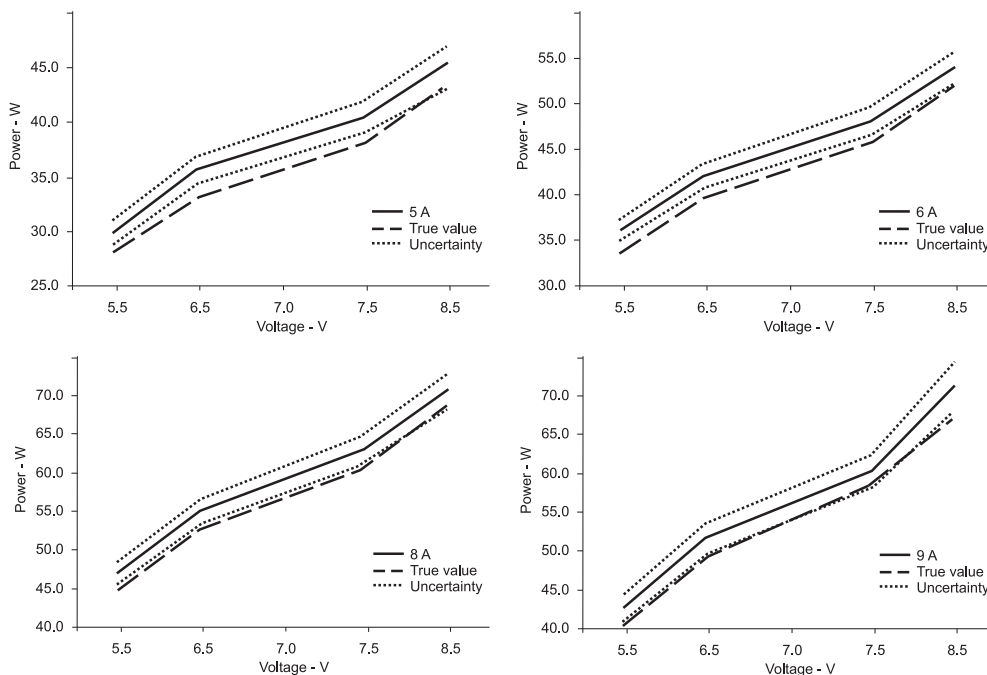 Power - W
45.0
40.0
35.0
30.0
25.0
5.5 6.5 7.0 7.5 8.5
Voltage - V
5 A
True value
Uncertainty
Power - W
55.0
50.0
45.0
40.0
35.0
30.0
5.5 6.5 7.0 7.5 8.5
Voltage - V
6 A
True value
Uncertainty
Power - W
70.0
65.0
60.0
55.0
50.0
45.0
40.0
5.5 6.5 7.0 7.5 8.5
Voltage - V
8 A
True value
Uncertainty
Power - W
70.0
65.0
60.0
55.0
50.0
40.0
5.5 6.5 7.0 7.5 8.5
Voltage - V
9 A
True value
Uncertainty